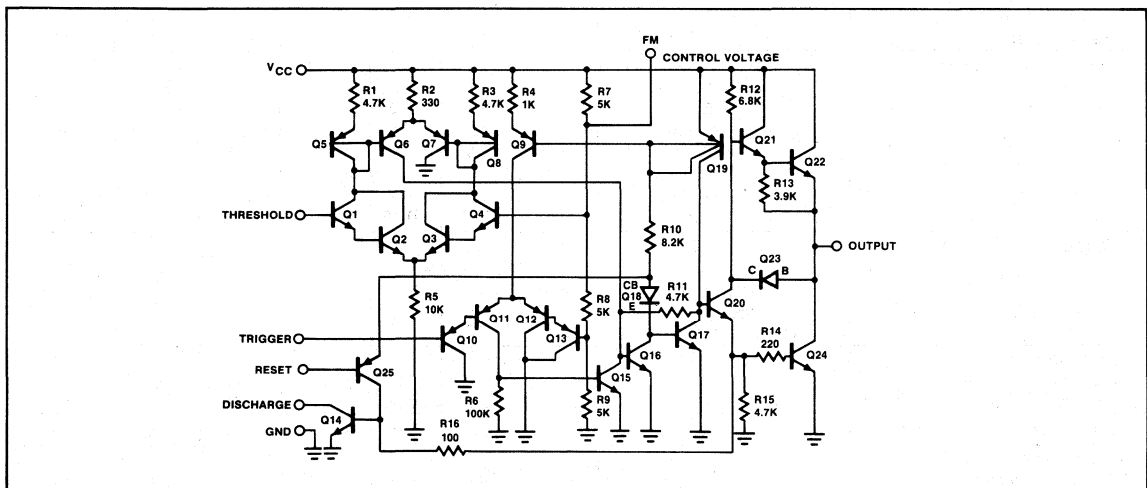 FM
CONTROL VOLTAGE
VCC
R1
4.7K
R2
330
R3
4.7K
R4
1K
R7
5K
R12
6.8K
Q5
Q6
Q7
Q8
Q9
Q19
Q21
Q22
R13
3.9K
THRESHOLD
Q1
Q2
Q3
Q4
R10
8.2K
OUTPUT
Q23
C
B
CB
Q18
E
R11
4.7K
Q20
R5
10K
Q11
Q12
R8
5K
Q13
Q17
TRIGGER
Q10
Q16
R14
220
Q24
RESET
Q25
R6
100K
Q15
R9
5K
R15
4.7K
DISCHARGE
Q14
GND
R16
100